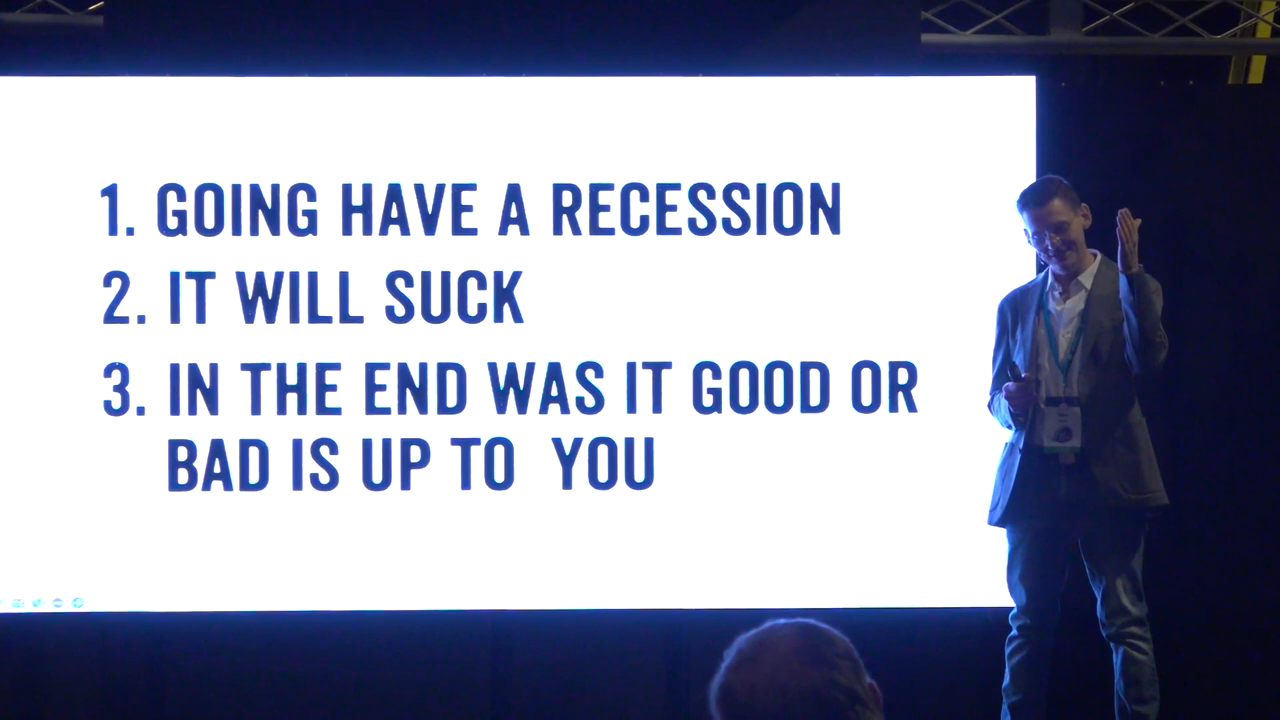 1. GOING HAVE A RECESSION
2. IT WILL SUCK
3. IN THE END WAS IT GOOD OR
BAD IS UP TO  YOU